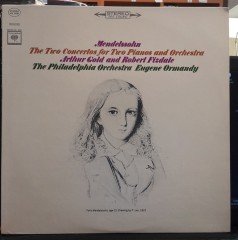 Mendelssohn
The Two Concertos for Two Pianos and Orchestra
Arthur Gold and Robert Fizdale
The Philadelphia Orchestra Eugene Ormandy